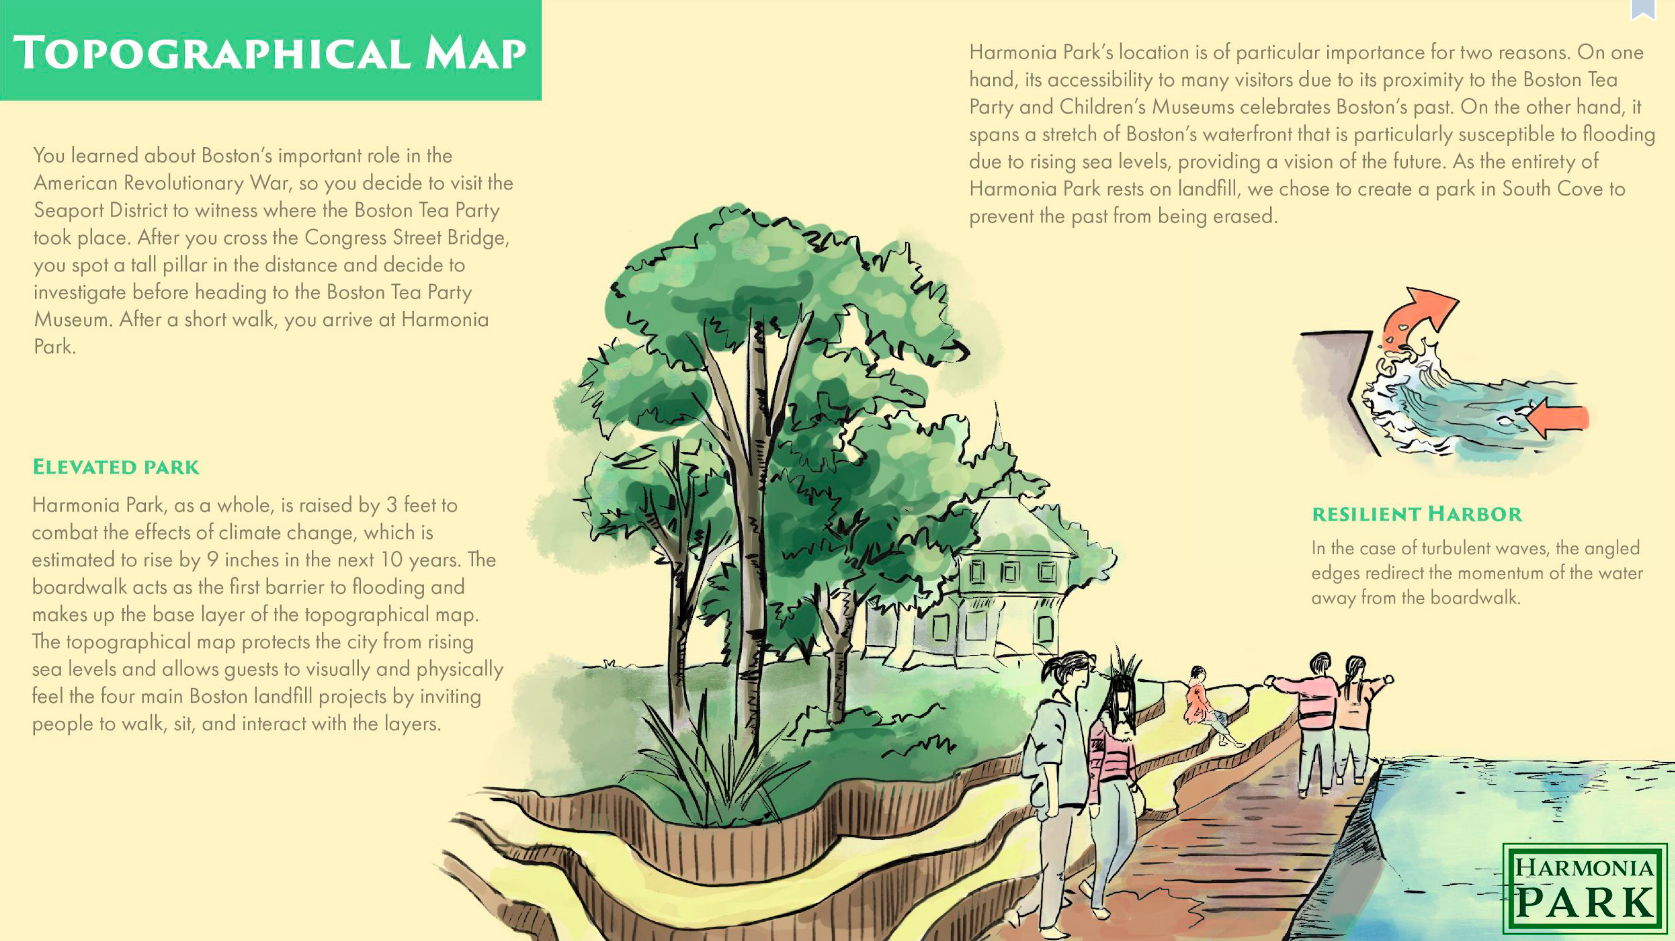 Topographical Map
You learned about Boston's important role in the
American Revolutionary War, so you decide to visit the
Seaport District to witness where the Boston Tea Party
took place. After you cross the Congress Street Bridge,
you spot a tall pillar in the distance and decide to
investigate before heading to the Boston Tea Party
Museum. After a short walk, you arrive at Harmonia
Park.
Elevated park
Harmonia Park, as a whole, is raised by 3 feet to
combat the effects of climate change, which is
estimated to rise by 9 inches in the next 10 years. The
boardwalk acts as the first barrier to flooding and
makes up the base layer of the topographical map.
The topographical map protects the city from rising
sea levels and allows guests to visually and physically
feel the four main Boston landfill projects by inviting
people to walk, sit, and interact with the layers.
Harmonia Park's location is of particular importance for two reasons. On one
hand, its accessibility to many visitors due to its proximity to the Boston Tea
Party and Children's Museums celebrates Boston's past. On the other hand, it
spans a stretch of Boston's waterfront that is particularly susceptible to flooding
due to rising sea levels, providing a vision of the future. As the entirety of
Harmonia Park rests on landfill, we chose to create a park in South Cove to
prevent the past from being erased.
resilient Harbor
In the case of turbulent waves, the angled
edges redirect the momentum of the water
away from the boardwalk.
Harmonia
Park